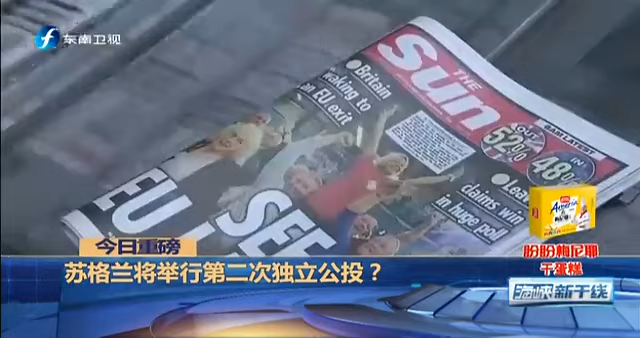 东南卫视
THE
Sun
Britain
waking to
an EU exit
OUT
52%
IN
48%
Leave
claims win
in huge poll
SEE
EU
今日重磅
苏格兰将举行第二次独立公投？
盼盼梅尼耶
干蛋糕
海峡新干线